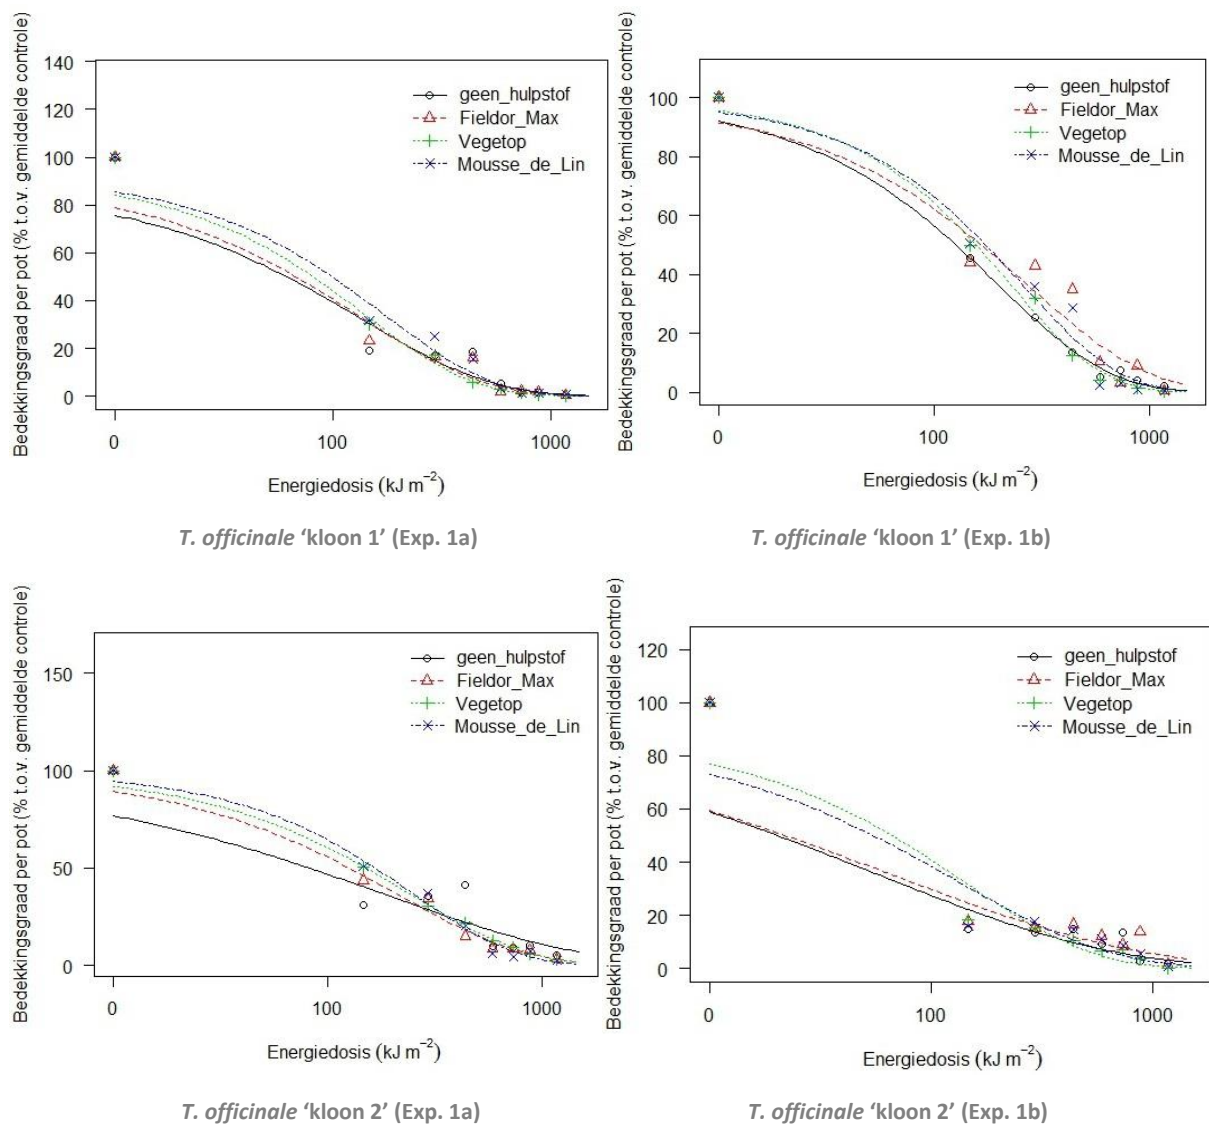 Bedekkingsgraad per pot (% t.o.v. gemiddelde controle)
140
120
100
80
60
40
20
0
geen_hulpstof
Fieldor_Max
Vegetop
Mousse_de_Lin
0
100
1000
Energiedosis (kJ m⁻²)
T. officinale ‘kloon 1’ (Exp. 1a)
Bedekkingsgraad per pot (% t.o.v. gemiddelde controle)
100
80
60
40
20
0
geen_hulpstof
Fieldor_Max
Vegetop
Mousse_de_Lin
0
100
1000
Energiedosis (kJ m⁻²)
T. officinale ‘kloon 1’ (Exp. 1b)
Bedekkingsgraad per pot (% t.o.v. gemiddelde controle)
150
100
50
0
geen_hulpstof
Fieldor_Max
Vegetop
Mousse_de_Lin
0
100
1000
Energiedosis (kJ m⁻²)
T. officinale ‘kloon 2’ (Exp. 1a)
Bedekkingsgraad per pot (% t.o.v. gemiddelde controle)
120
100
80
60
40
20
0
geen_hulpstof
Fieldor_Max
Vegetop
Mousse_de_Lin
0
100
1000
Energiedosis (kJ m⁻²)
T. officinale ‘kloon 2’ (Exp. 1b)